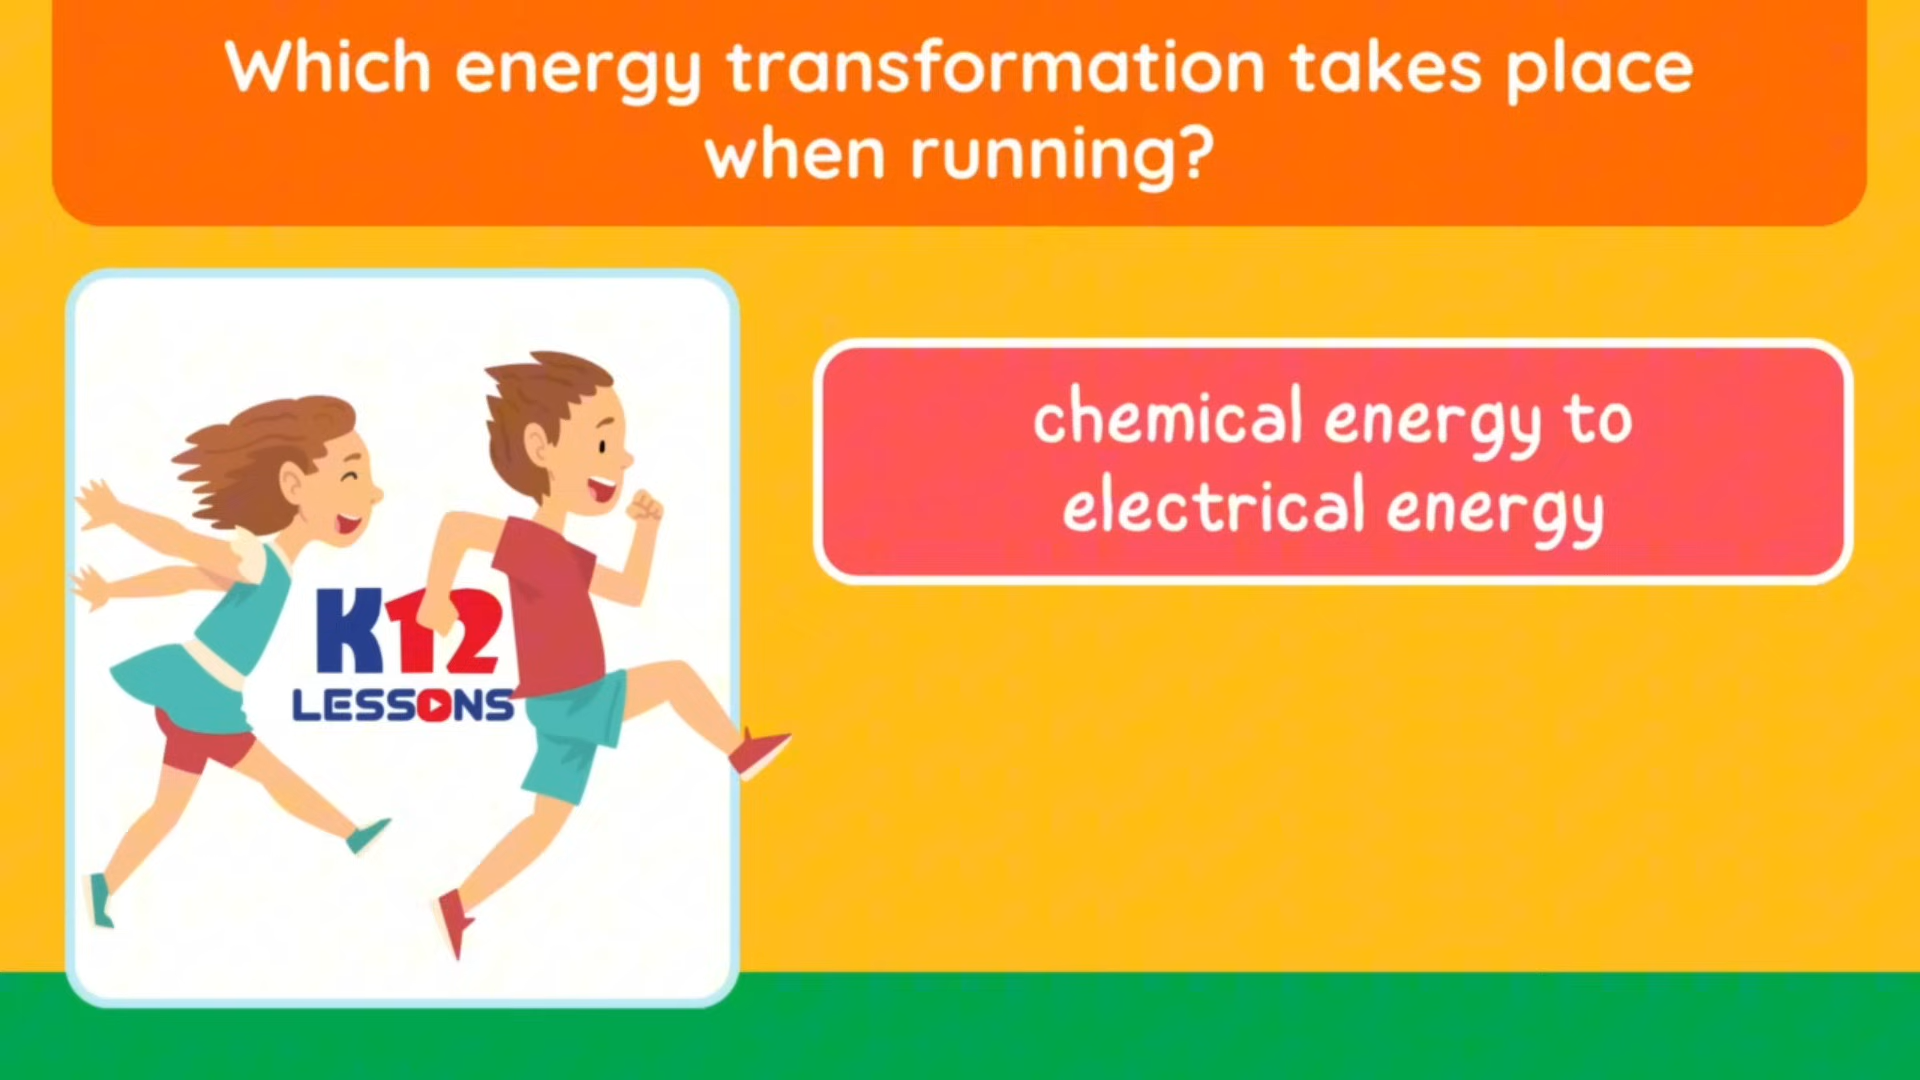 Which energy transformation takes place
when running?
chemical energy to
electrical energy
K12
LESSONS